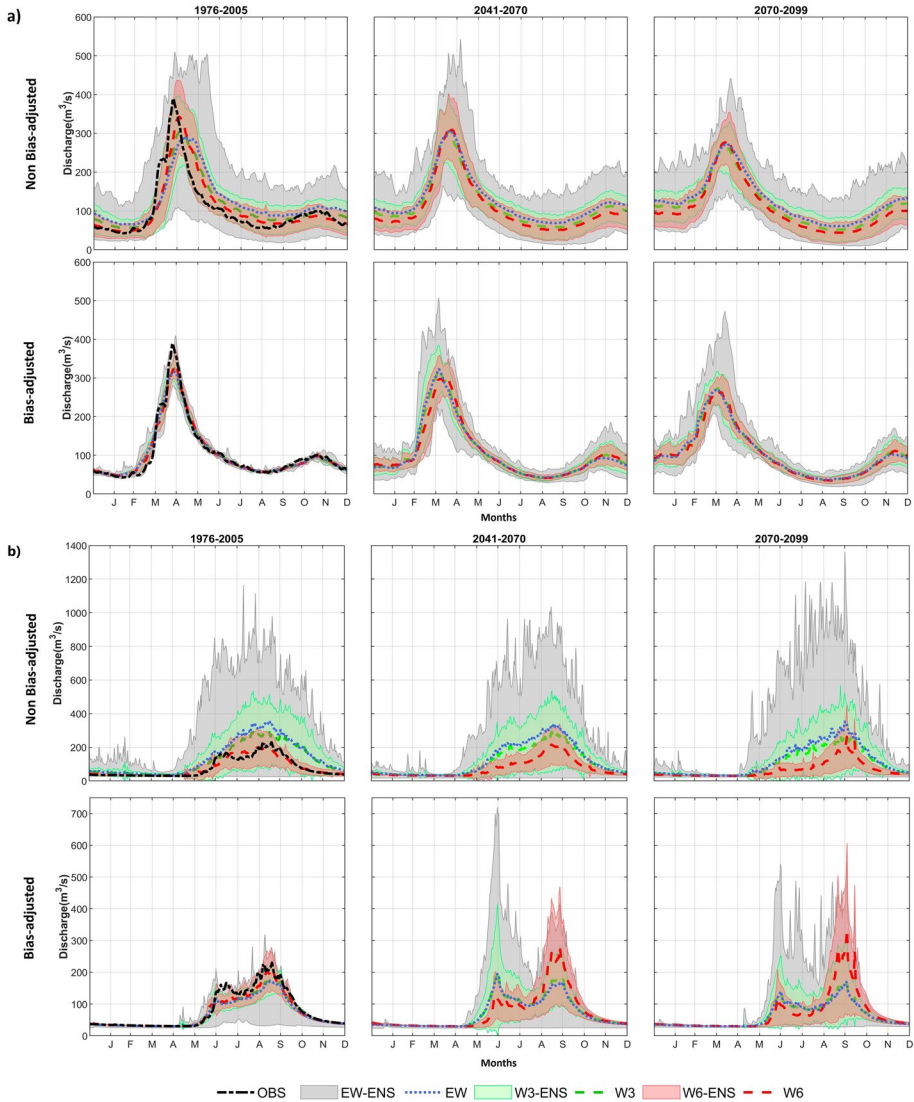 a)
1976-2005
2041-2070
2070-2099
Non Bias-adjusted
Discharge(m³/s)
600
500
400
300
200
100
0
Bias-adjusted
Discharge(m³/s)
600
500
400
300
200
100
0
J F M A M J J A S O N D
J F M A M J J A S O N D
J F M A M J J A S O N D
Months
b)
1976-2005
2041-2070
2070-2099
Non Bias-adjusted
Discharge(m³/s)
1400
1200
1000
800
600
400
200
0
Bias-adjusted
Discharge(m³/s)
700
600
500
400
300
200
100
0
J F M A M J J A S O N D
J F M A M J J A S O N D
J F M A M J J A S O N D
Months
OBS EW-ENS EW W3-ENS W3 W6-ENS W6